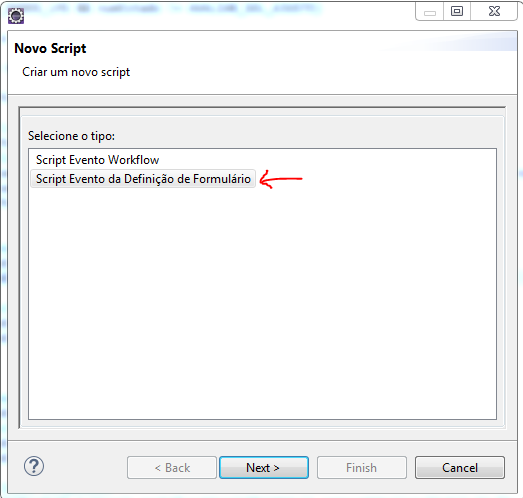 Novo Script
Criar um novo script
Selecione o tipo:
Script Evento Workflow
Script Evento da Definição de Formulário
?
< Back
Next >
Finish
Cancel